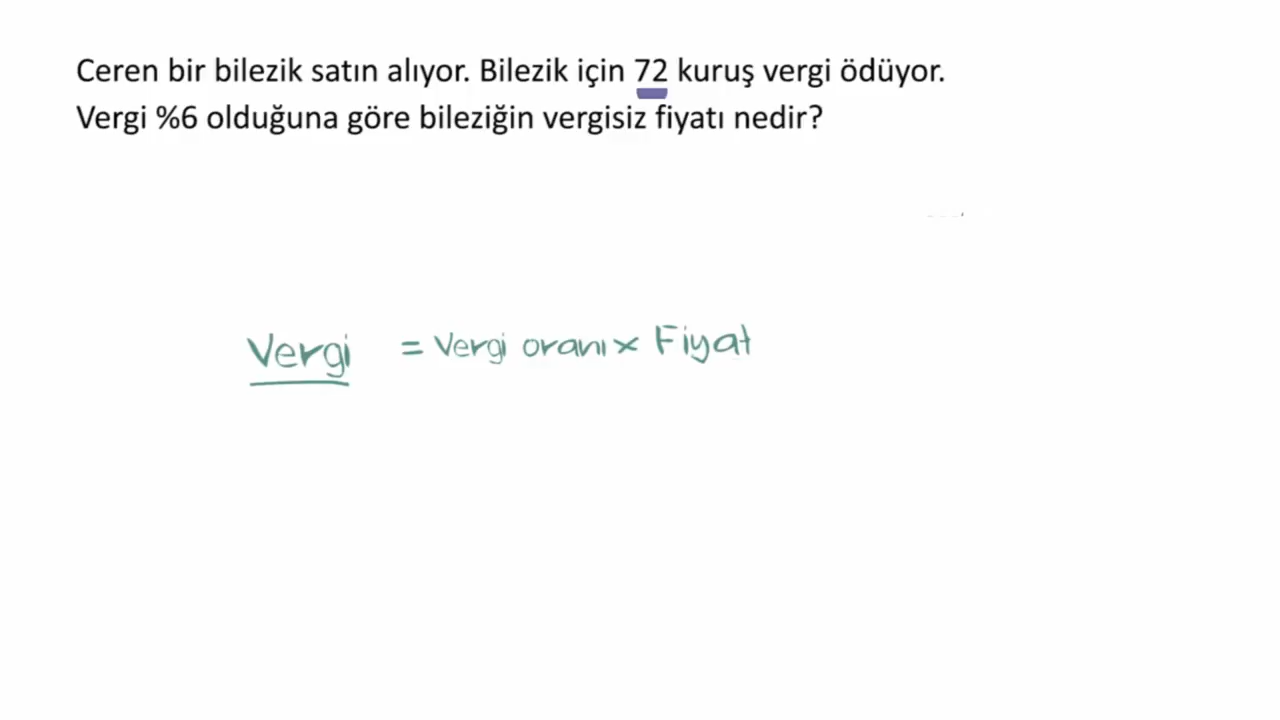 Ceren bir bilezik satın alıyor. Bilezik için 72 kuruş vergi ödüyor.
Vergi %6 olduğuna göre bileziğin vergisiz fiyatı nedir?
Vergi = Vergi oranı x Fiyat